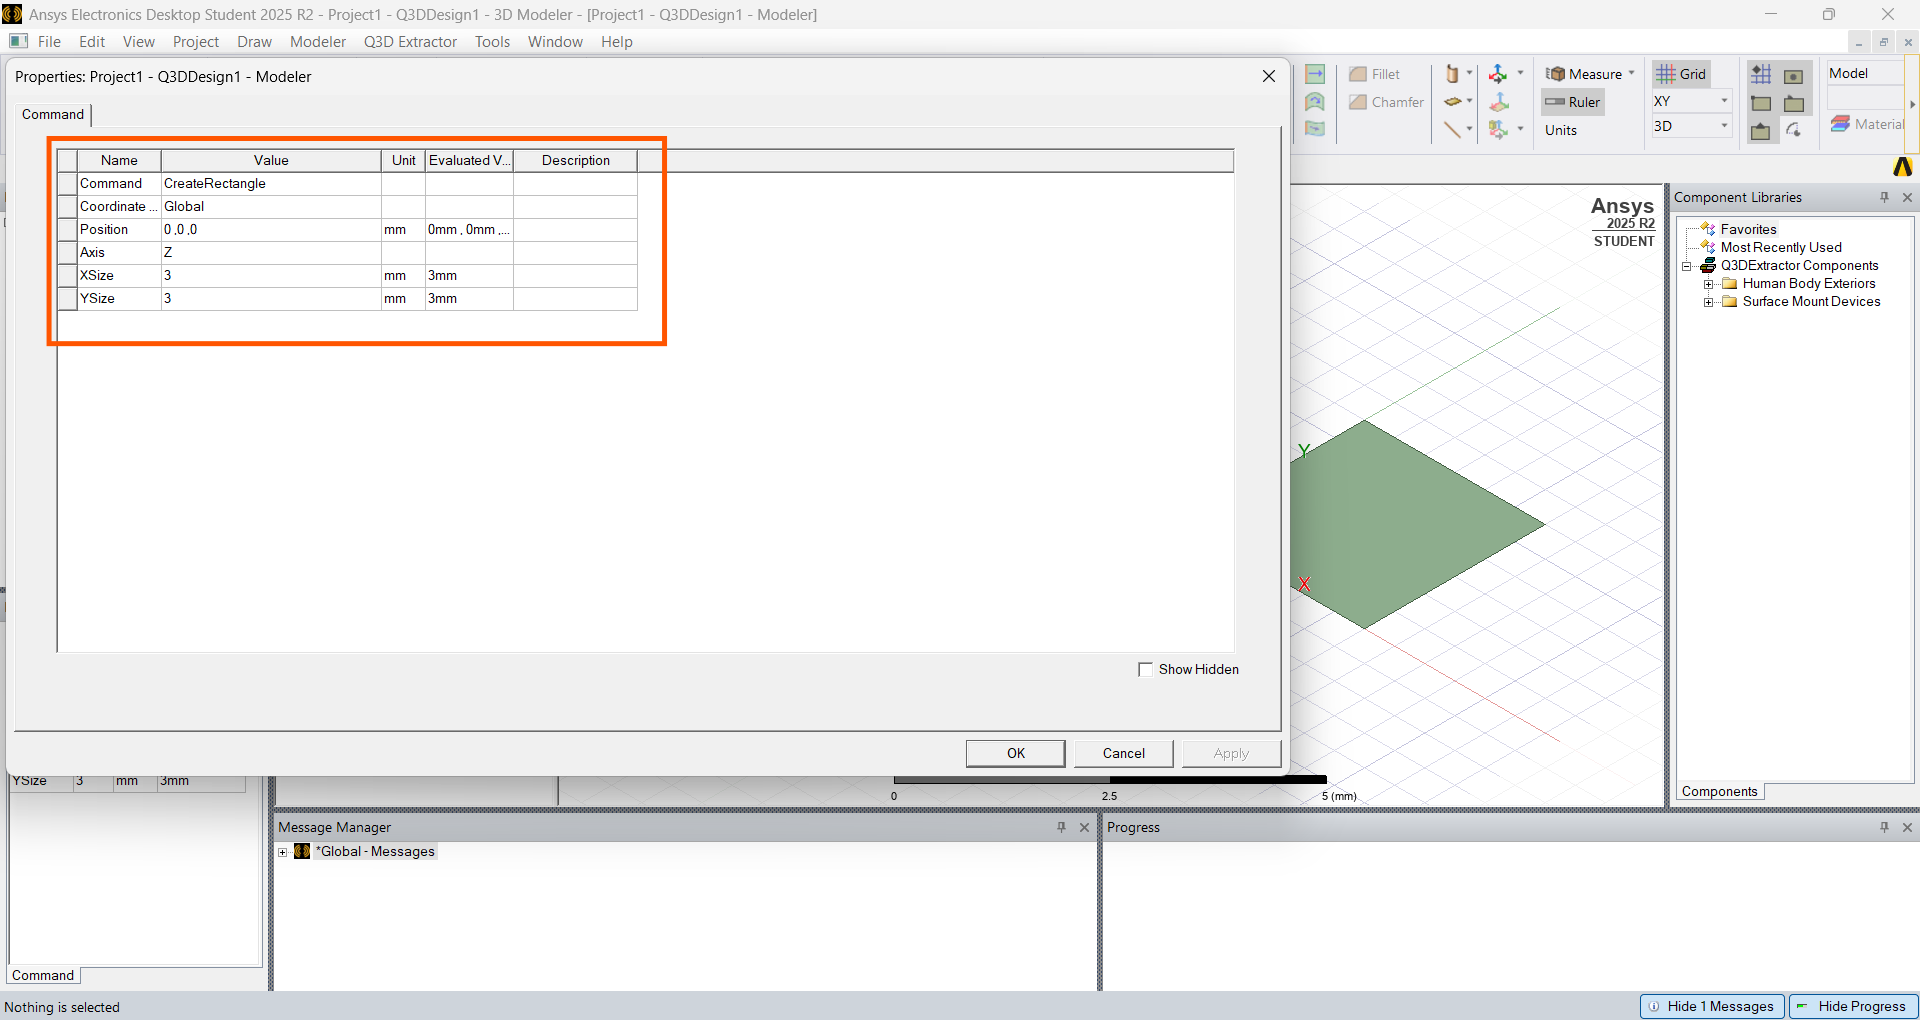 Ansys Electronics Desktop Student 2025 R2 - Project1 - Q3DDesign1 - 3D Modeler - [Project1 - Q3DDesign1 - Modeler]
File Edit View Project Draw Modeler Q3D Extractor Tools Window Help
Properties: Project1 - Q3DDesign1 - Modeler
Command
Name Value Unit Evaluated V... Description
Command CreateRectangle
Coordinate ... Global
Position 0 ,0 ,0 mm 0mm , 0mm ,...
Axis Z
XSize 3 mm 3mm
YSize 3 mm 3mm
Show Hidden
OK Cancel Apply
Fillet
Chamfer
Measure
Ruler
Units
Grid
XY
3D
Model
Material
Ansys
2025 R2
STUDENT
Y
X
0 2.5 5 (mm)
Component Libraries
Favorites
Most Recently Used
Q3DExtractor Components
Human Body Exteriors
Surface Mount Devices
Components
YSize 3 mm 3mm
Command
Message Manager
*Global - Messages
Progress
Nothing is selected
Hide 1 Messages Hide Progress